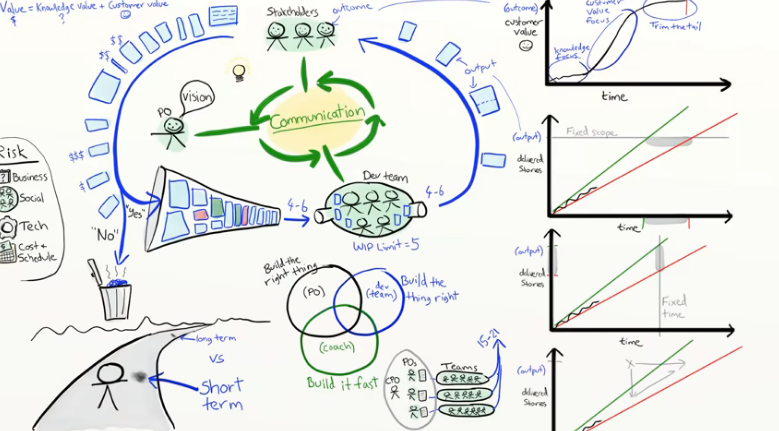 Value = Knowledge value + Customer value
$
?
$$
$$$
$
Stakeholders
outcome
PO
Vision
Communication
output
Risk
Business
Social
Tech
Cost &
Schedule
"Yes"
"No"
4-6
Dev team
4-6
WIP Limit = 5
long term
vs
Short
term
Build the
right thing
(PO)
dev
(team)
Build the
thing right
(coach)
Build it fast
CPO
POs
Teams
15-21
(outcome)
customer
value
customer
Value
focus
knowledge
focus
Trim the tail
time
(output)
delivered
Stories
Fixed scope
time
(output)
delivered
Stories
Fixed
time
time
(output)
delivered
Stories
X